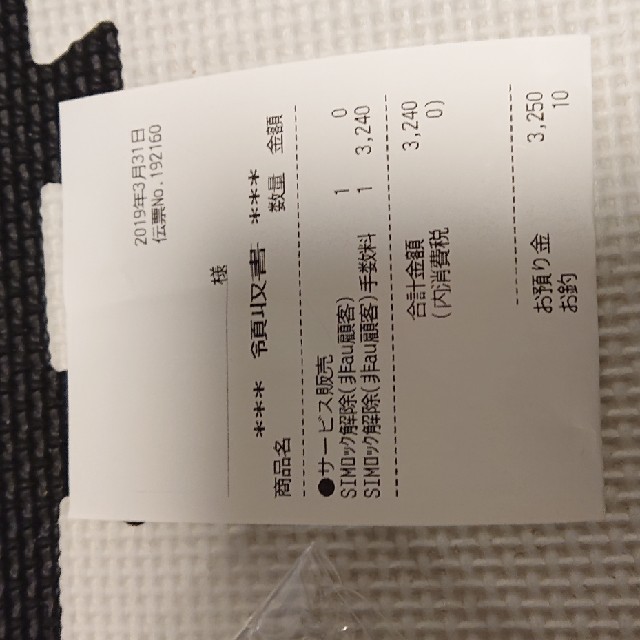 2019年3月31日
伝票No.192160
様
*** 領収書 ***
商品名 数量 金額
●サービス販売
SIMロック解除(非au顧客) 1 0
SIMロック解除(非au顧客)手数料 1 3,240
合計金額 3,240
(内消費税 0)
お預り金 3,250
お釣 10